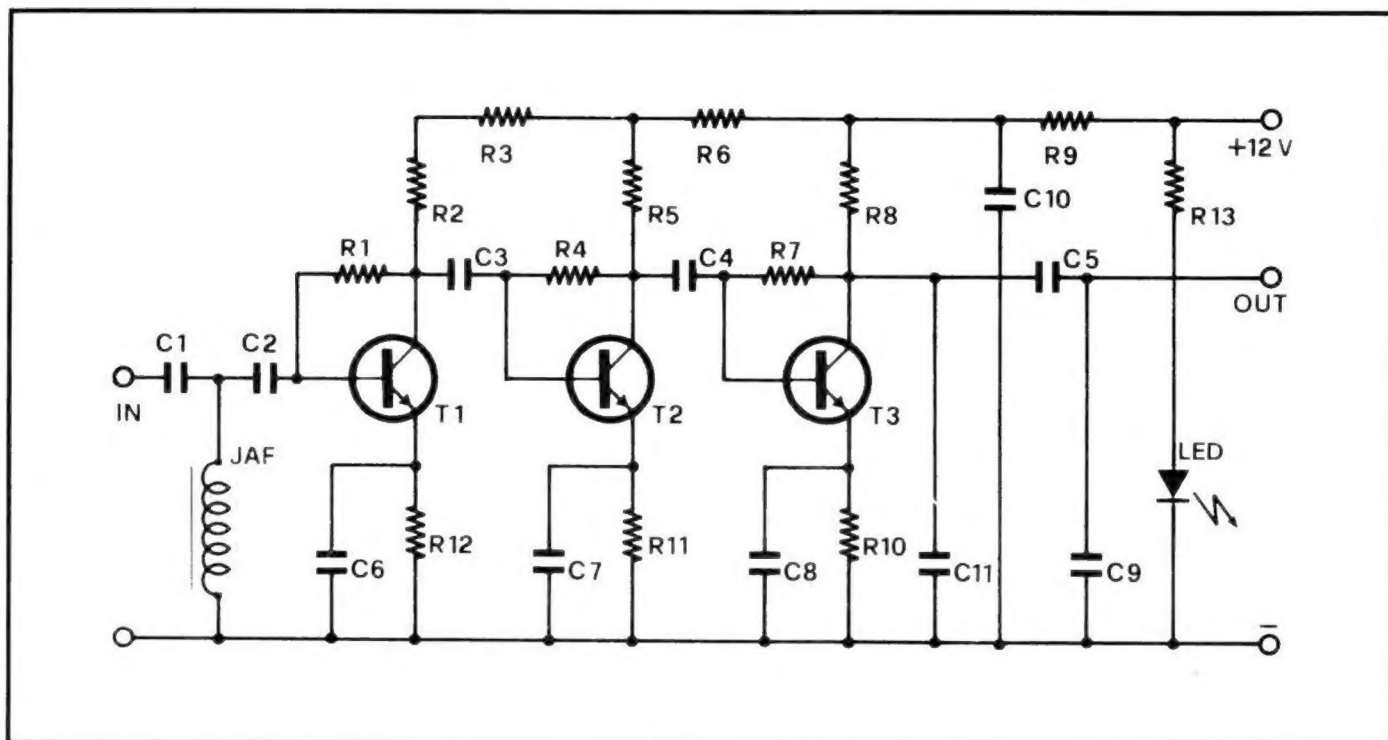 R3
R6
R9
+12 V
R2
R5
R8
C10
R13
R1
C3
R4
C4
R7
C5
OUT
C1
C2
IN
T1
T2
T3
JAF
LED
C6
R12
C7
R11
C8
R10
C11
C9
–